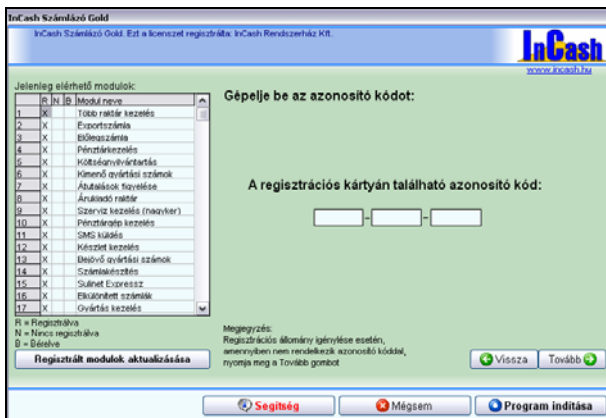 InCash Számlázó Gold
InCash Számlázó Gold. Ezt a licenszet regisztrálta: InCash Rendszerház Kft.
InCash
www.incash.hu
Jelenleg elérhető modulok:
R N B Modul neve
1 X Több raktár kezelés
2 X Exportszámla
3 X Előlegszámla
4 X Pénztárkezelés
5 X Költségnyilvántartás
6 X Kimenő gyártási számok
7 X Átutalások figyelése
8 X Árukiadó raktár
9 X Szerviz kezelés (nagyker)
10 X Pénztárgép kezelés
11 X SMS küldés
12 X Készlet kezelés
13 X Bejövő gyártási számok
14 X Számlakészítés
15 X Sulinet Expressz
16 X Elkülönített számlák
17 X Gyártás kezelés
R = Regisztrálva
N = Nincs regisztrálva
B = Bérelve
Regisztrált modulok aktualizásása
Gépelje be az azonosító kódot:
A regisztrációs kártyán található azonosító kód:
- -
Megjegyzés:
Regisztrációs állomány igénylése esetén,
amennyiben nem rendelkezik azonosító kóddal,
nyomja meg a Tovább gombot
Vissza Tovább
Segítség Mégsem Program indítása